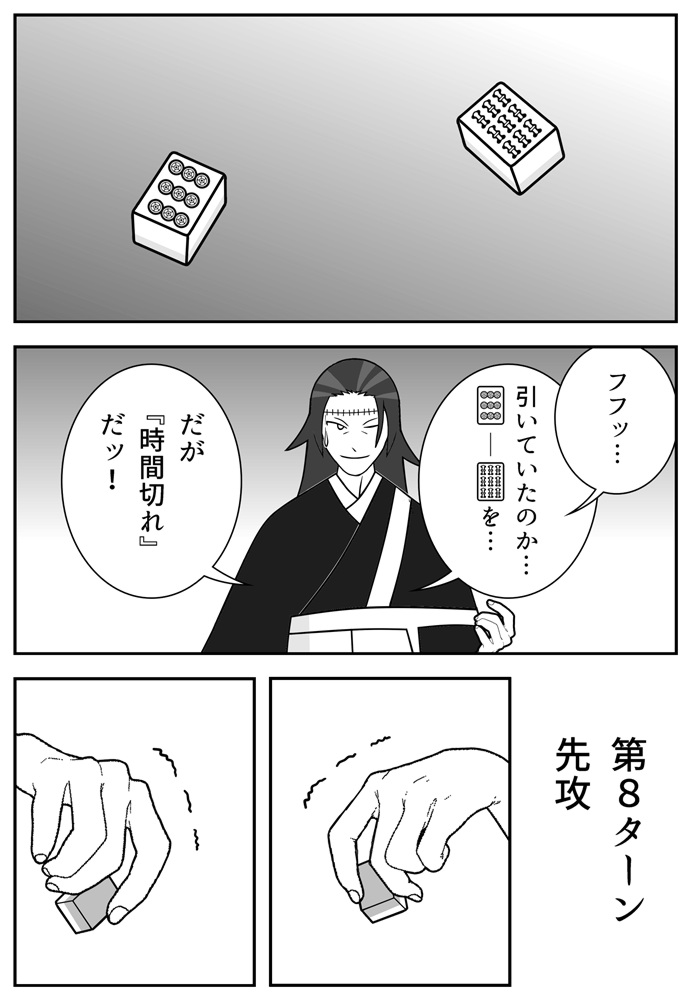 フフッ…
引いていたのか…
―
を…
だが
『時間切れ』
だッ！
第8ターン
先攻